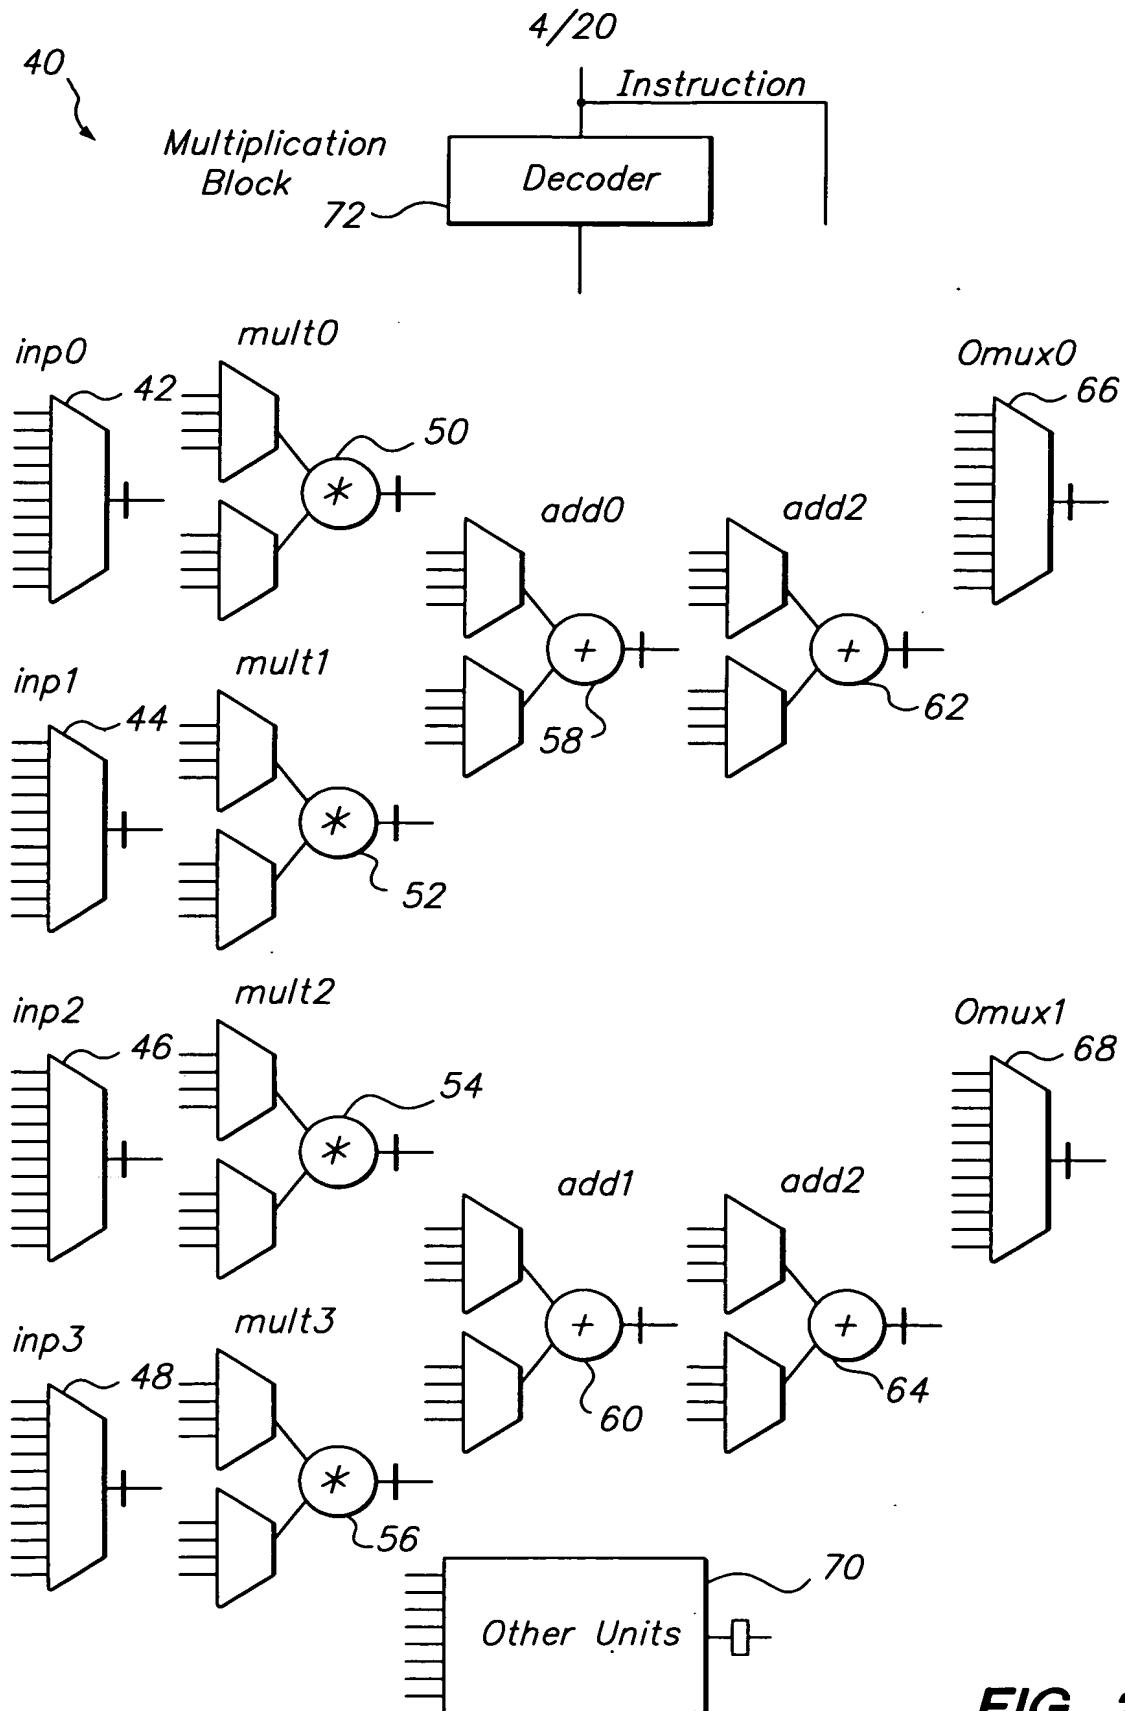 4/20
40
Instruction
Multiplication
Block
Decoder
72
mult0
inp0
Omux0
42
66
50
*
add0
add2
mult1
inp1
+
+
44
62
58
*
52
mult2
inp2
Omux1
46
68
54
*
add1
add2
mult3
inp3
+
+
48
64
60
*
56
70
Other Units
FIG.